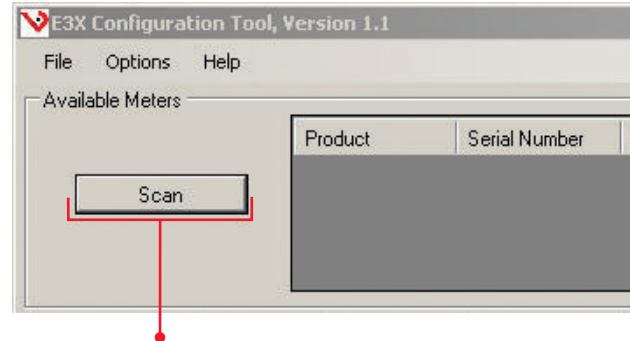 E3X Configuration Tool, Version 1.1
File Options Help
Available Meters
Product Serial Number
Scan